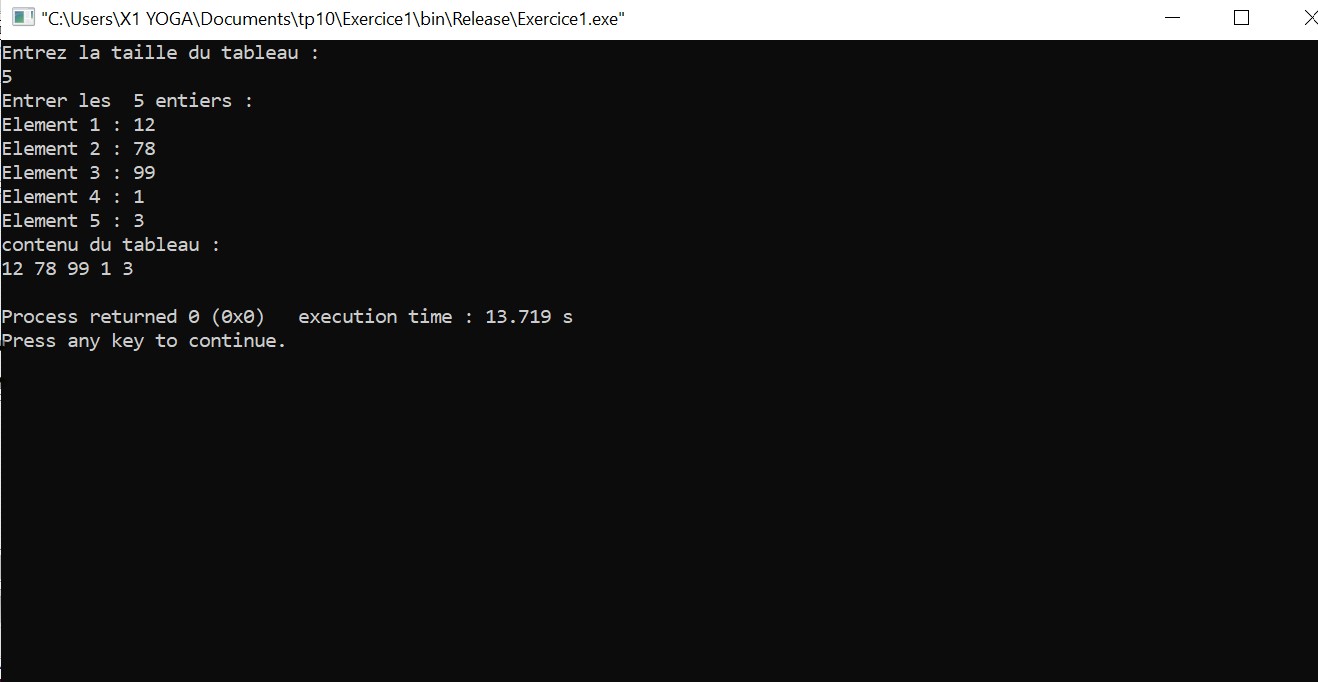 "C:\Users\X1 YOGA\Documents\tp10\Exercice1\bin\Release\Exercice1.exe"
Entrez la taille du tableau :
5
Entrer les  5 entiers :
Element 1 : 12
Element 2 : 78
Element 3 : 99
Element 4 : 1
Element 5 : 3
contenu du tableau :
12 78 99 1 3
Process returned 0 (0x0)   execution time : 13.719 s
Press any key to continue.